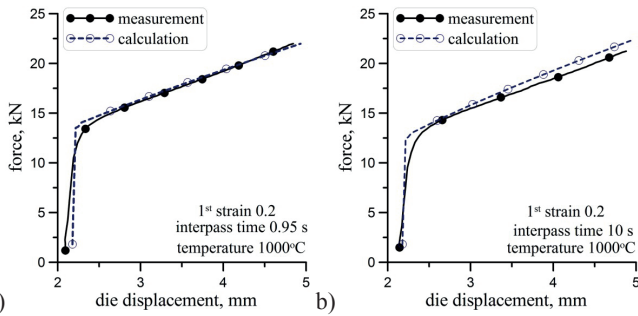 measurement
calculation
25
20
15
10
5
0
force, kN
1st strain 0.2
interpass time 0.95 s
temperature 1000ºC
2
3
4
5
die displacement, mm
)
measurement
calculation
25
20
15
10
5
0
force, kN
1st strain 0.2
interpass time 10 s
temperature 1000ºC
2
3
4
5
die displacement, mm
b)